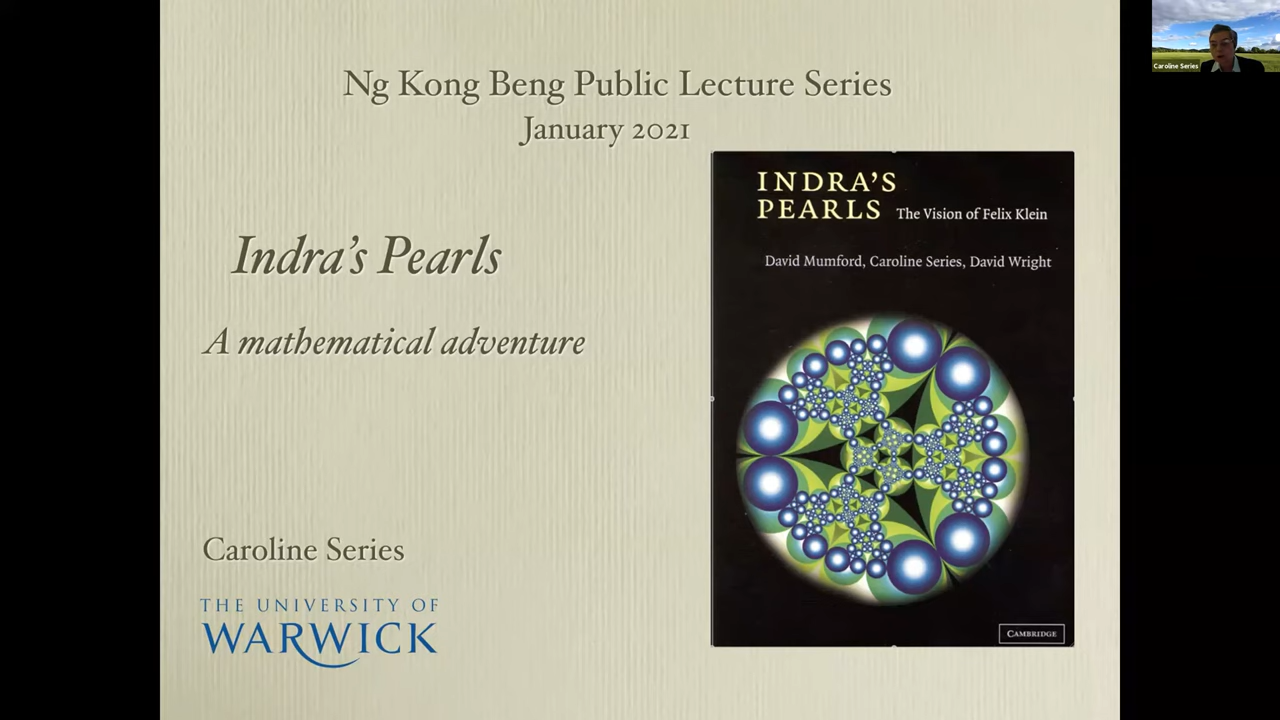 Ng Kong Beng Public Lecture Series
January 2021
Caroline Series
INDRA'S
PEARLS The Vision of Felix Klein
David Mumford, Caroline Series, David Wright
Indra's Pearls
A mathematical adventure
Caroline Series
THE UNIVERSITY OF
WARWICK
CAMBRIDGE